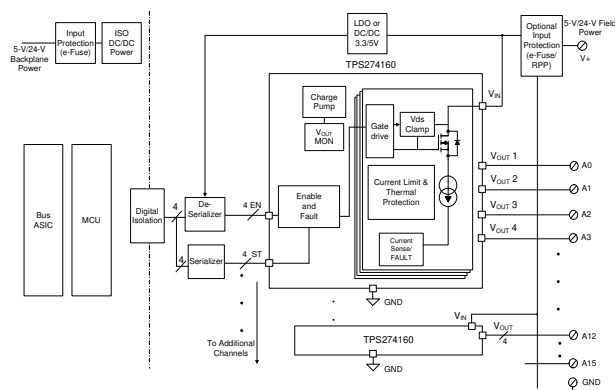 5-V/24-V
Backplane
Power
Input
Protection
(e-Fuse)
ISO
DC/DC
Power
LDO or
DC/DC
3.3/5V
Optional
Input
Protection
(e-Fuse/
RPP)
5-V/24-V Field
Power
V+
TPS274160
VIN
Charge
Pump
VOUT
MON
Gate
drive
Vds
Clamp
Current Limit &
Thermal
Protection
Current
Sense/
FAULT
Enable
and
Fault
VOUT 1
VOUT 2
VOUT 3
VOUT 4
A0
A1
A2
A3
Bus
ASIC
MCU
Digital
Isolation
4
De-
Serializer
4 EN
4
Serializer
4 ST
GND
To Additional
Channels
VIN
TPS274160
VOUT
4
A12
A15
GND
GND